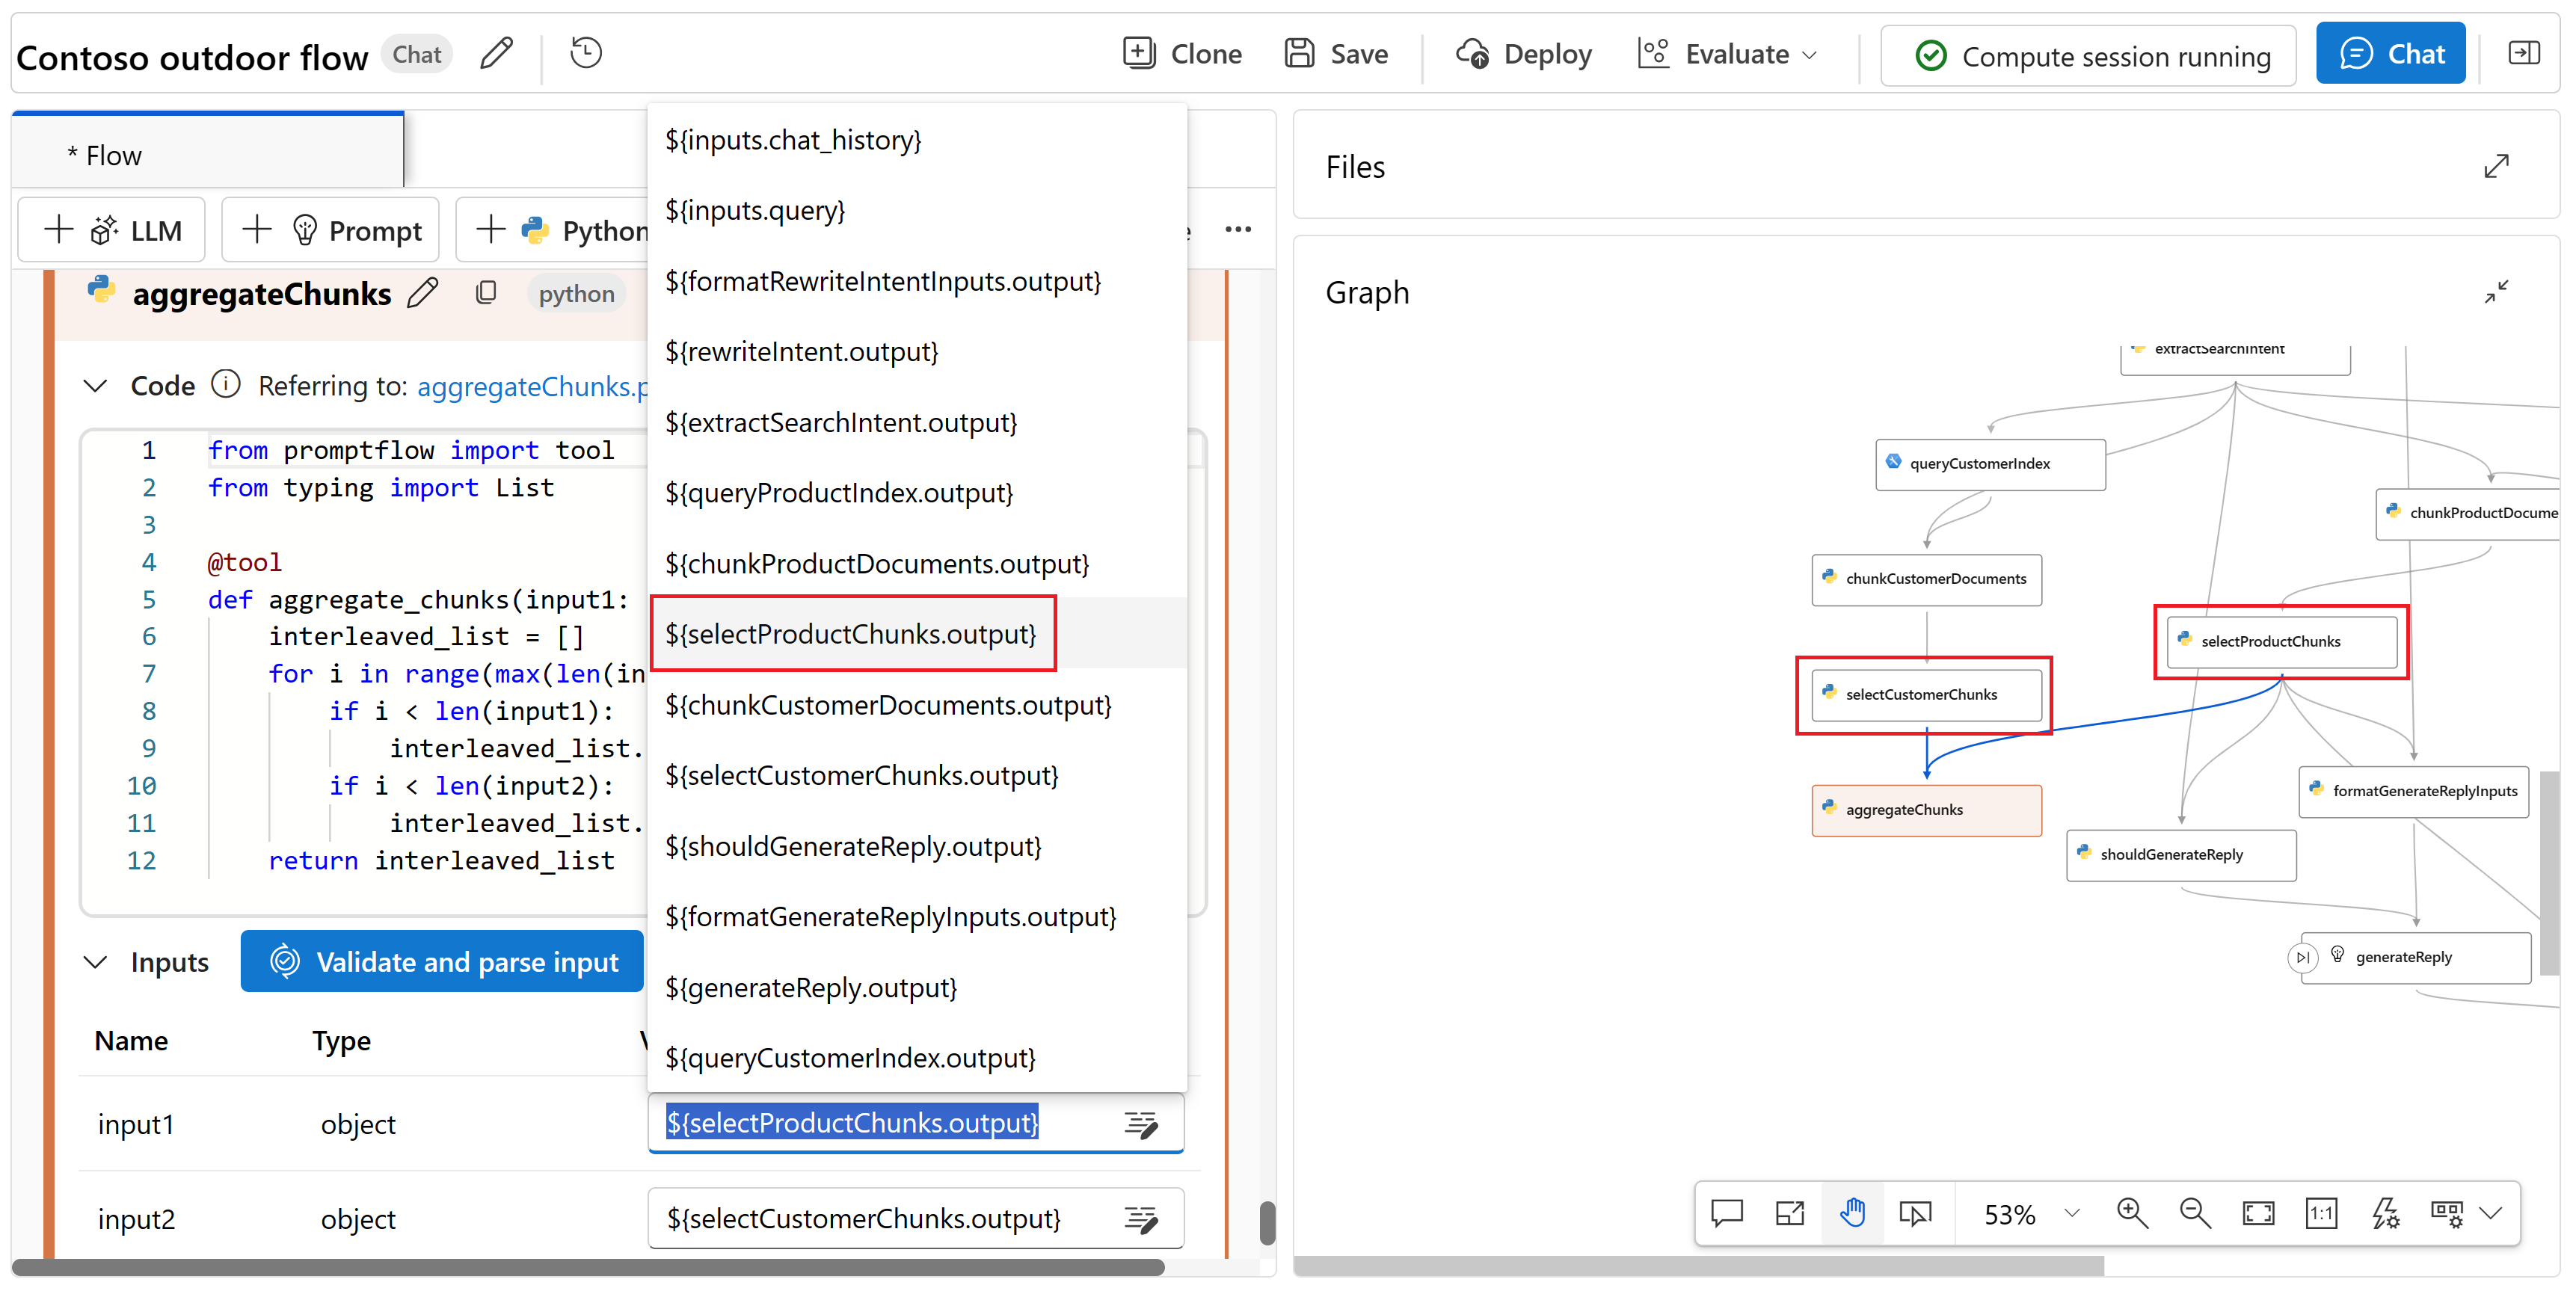 Contoso outdoor flow
Chat
Clone
Save
Deploy
Evaluate
Compute session running
Chat
* Flow
LLM
Prompt
Python
aggregateChunks
python
Code
Referring to: aggregateChunks.p
1 from promptflow import tool
2 from typing import List
3
4 @tool
5 def aggregate_chunks(input1:
6 interleaved_list = []
7 for i in range(max(len(in
8 if i < len(input1):
9 interleaved_list.
10 if i < len(input2):
11 interleaved_list.
12 return interleaved_list
Inputs
Validate and parse input
Name
Type
input1
object
${selectProductChunks.output}
input2
object
${selectCustomerChunks.output}
${inputs.chat_history}
${inputs.query}
${formatRewriteIntentInputs.output}
${rewriteIntent.output}
${extractSearchIntent.output}
${queryProductIndex.output}
${chunkProductDocuments.output}
${selectProductChunks.output}
${chunkCustomerDocuments.output}
${selectCustomerChunks.output}
${shouldGenerateReply.output}
${formatGenerateReplyInputs.output}
${generateReply.output}
${queryCustomerIndex.output}
Files
Graph
extractSearchIntent
queryCustomerIndex
chunkProductDocume
chunkCustomerDocuments
selectProductChunks
selectCustomerChunks
formatGenerateReplyInputs
aggregateChunks
shouldGenerateReply
generateReply
53%
1:1